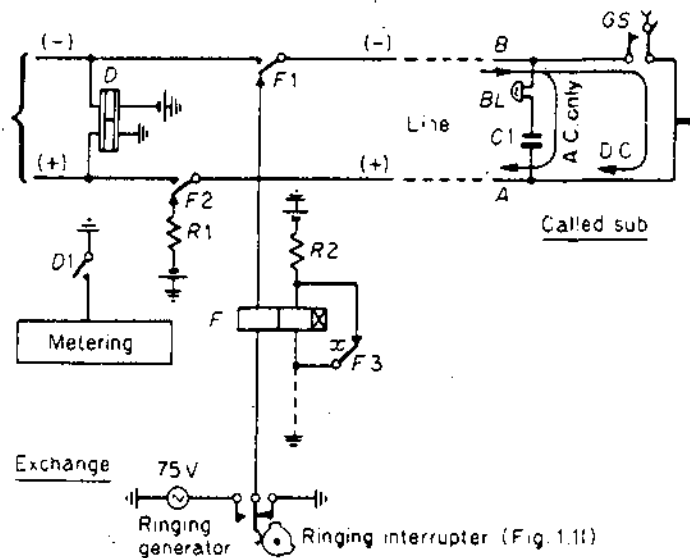 (-)
(-)
B
GS
D
F1
BL
Line
C1
A.C. only
D.C
(+)
(+)
F2
A
R1
R2
Called sub
D1
F
x
F3
Metering
Exchange
75 V
Ringing generator
Ringing interrupter (Fig. 1.11)